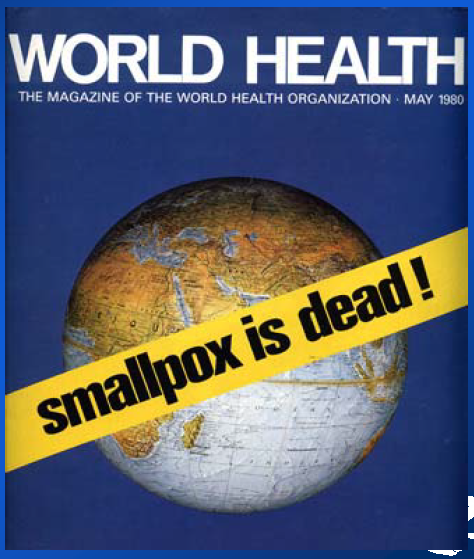 WORLD HEALTH
THE MAGAZINE OF THE WORLD HEALTH ORGANIZATION · MAY 1980
smallpox is dead!